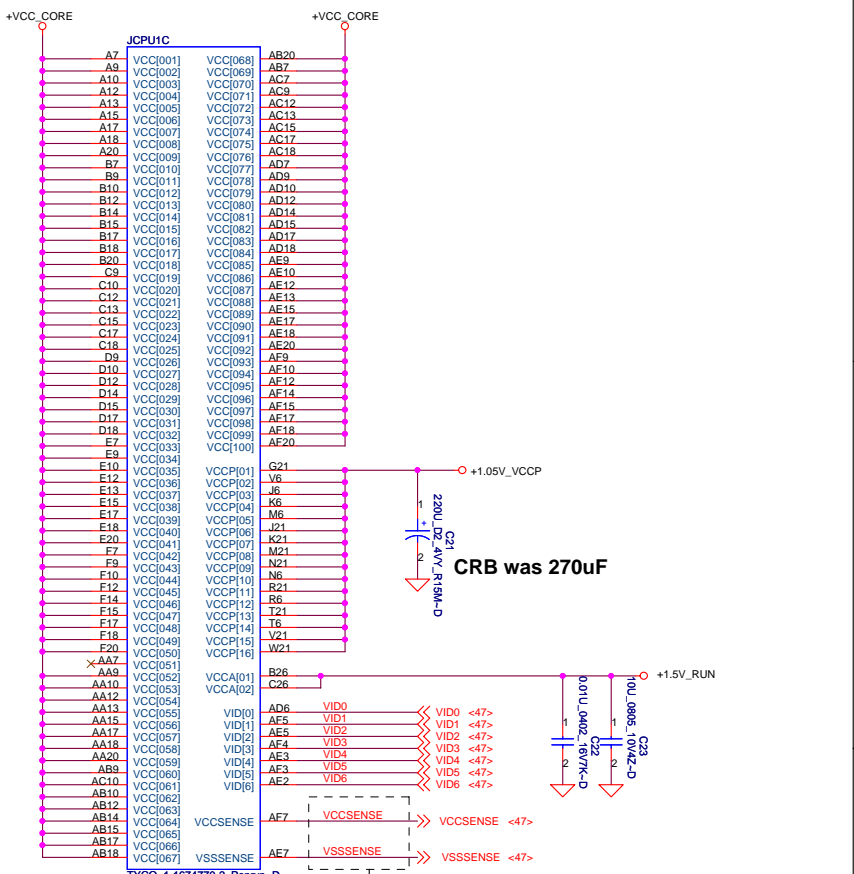 +VCC_CORE +VCC_CORE
JCPU1C
A7 VCC[001] VCC[068] AB20
A9 VCC[002] VCC[069] AB7
A10 VCC[003] VCC[070] AC7
A12 VCC[004] VCC[071] AC9
A13 VCC[005] VCC[072] AC12
A15 VCC[006] VCC[073] AC13
A17 VCC[007] VCC[074] AC15
A18 VCC[008] VCC[075] AC17
A20 VCC[009] VCC[076] AC18
B7 VCC[010] VCC[077] AD7
B9 VCC[011] VCC[078] AD9
B10 VCC[012] VCC[079] AD10
B12 VCC[013] VCC[080] AD12
B14 VCC[014] VCC[081] AD14
B15 VCC[015] VCC[082] AD15
B17 VCC[016] VCC[083] AD17
B18 VCC[017] VCC[084] AD18
B20 VCC[018] VCC[085] AE9
C9 VCC[019] VCC[086] AE10
C10 VCC[020] VCC[087] AE12
C12 VCC[021] VCC[088] AE13
C13 VCC[022] VCC[089] AE15
C15 VCC[023] VCC[090] AE17
C17 VCC[024] VCC[091] AE18
C18 VCC[025] VCC[092] AE20
D9 VCC[026] VCC[093] AF9
D10 VCC[027] VCC[094] AF10
D12 VCC[028] VCC[095] AF12
D14 VCC[029] VCC[096] AF14
D15 VCC[030] VCC[097] AF15
D17 VCC[031] VCC[098] AF17
D18 VCC[032] VCC[099] AF18
E7 VCC[033] VCC[100] AF20
E9 VCC[034]
E10 VCC[035] VCCP[01] G21 +1.05V_VCCP
E12 VCC[036] VCCP[02] V6
E13 VCC[037] VCCP[03] J6
E15 VCC[038] VCCP[04] K6
E17 VCC[039] VCCP[05] M6
E18 VCC[040] VCCP[06] J21
E20 VCC[041] VCCP[07] K21
F7 VCC[042] VCCP[08] M21
F9 VCC[043] VCCP[09] N21
F10 VCC[044] VCCP[10] N6
F12 VCC[045] VCCP[11] R21
F14 VCC[046] VCCP[12] R6
F15 VCC[047] VCCP[13] T21
F17 VCC[048] VCCP[14] T6
F18 VCC[049] VCCP[15] V21
F20 VCC[050] VCCP[16] W21
1
+
2
C21
220U_D2_4VY_R15M~D
CRB was 270uF
AA7 VCC[051]
AA9 VCC[052] VCCA[01] B26 +1.5V_RUN
AA10 VCC[053] VCCA[02] C26
AA12 VCC[054]
AA13 VCC[055] VID[0] AD6 VID0 VID0 <47>
AA15 VCC[056] VID[1] AF5 VID1 VID1 <47>
AA17 VCC[057] VID[2] AE5 VID2 VID2 <47>
AA18 VCC[058] VID[3] AF4 VID3 VID3 <47>
AA20 VCC[059] VID[4] AE3 VID4 VID4 <47>
AB9 VCC[060] VID[5] AF3 VID5 VID5 <47>
AC10 VCC[061] VID[6] AE2 VID6 VID6 <47>
1
2
C22
0.01U_0402_16V7K~D
1
2
C23
10U_0805_10V4Z~D
AB10 VCC[062]
AB12 VCC[063]
AB14 VCC[064] VCCSENSE AF7 VCCSENSE VCCSENSE <47>
AB15 VCC[065]
AB17 VCC[066]
AB18 VCC[067] VSSSENSE AE7 VSSSENSE VSSSENSE <47>